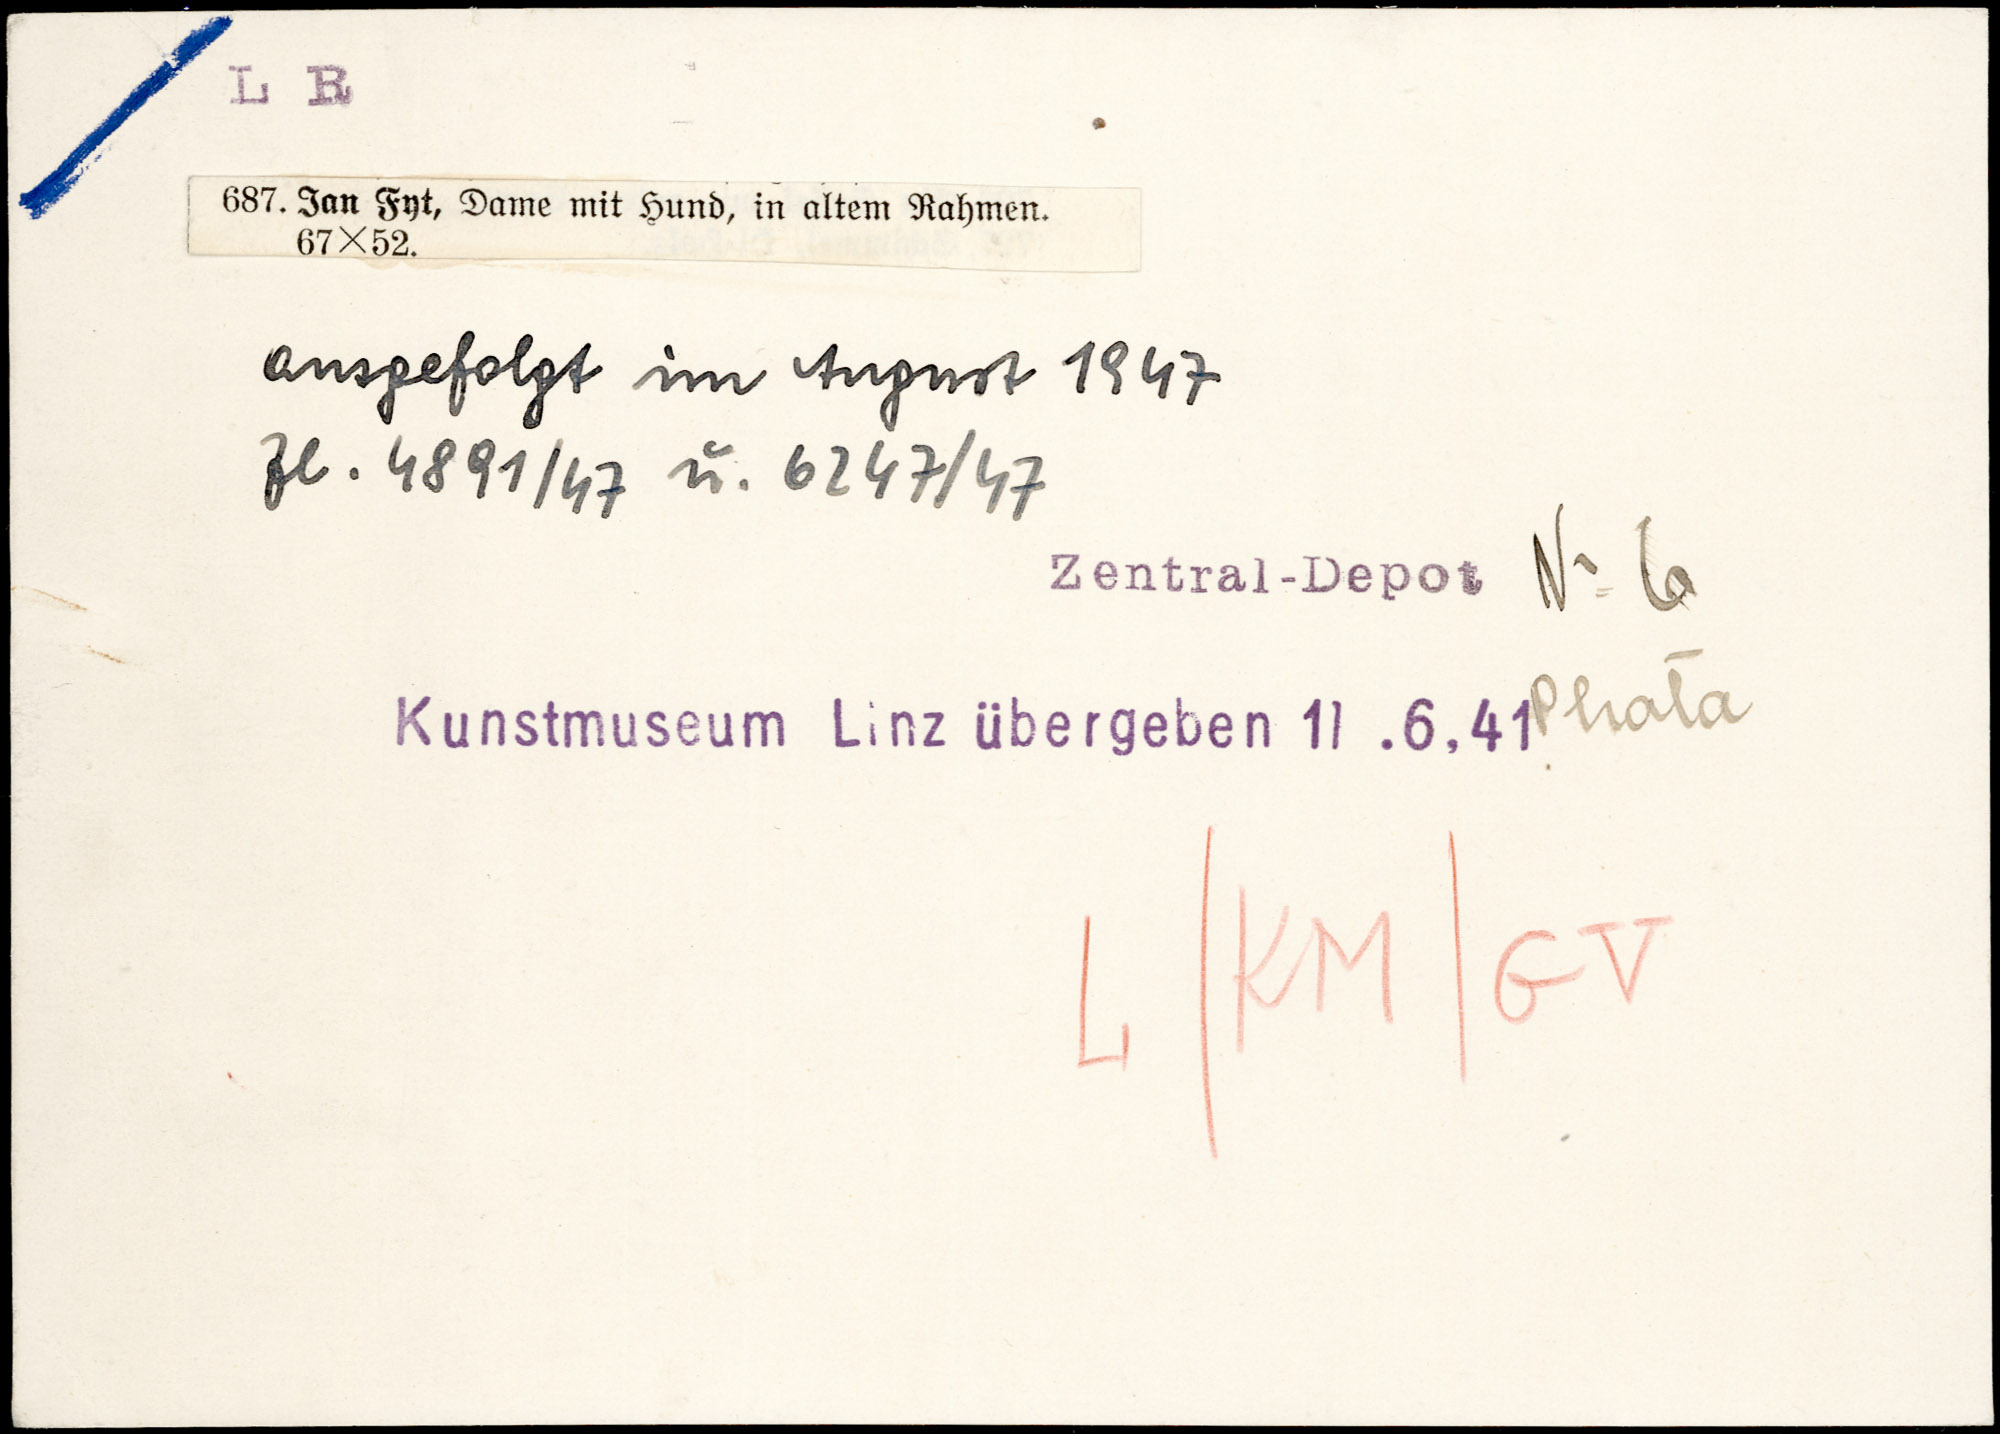 L R
687. Jan Fyt, Dame mit Hund, in altem Rahmen.
67×52.
ausgefolgt im August 1947
Zl. 4891/47 u. 6247/47
Zentral-Depot Nr 6
Photo
Kunstmuseum Linz übergeben 11.6.41
L | KM | GV